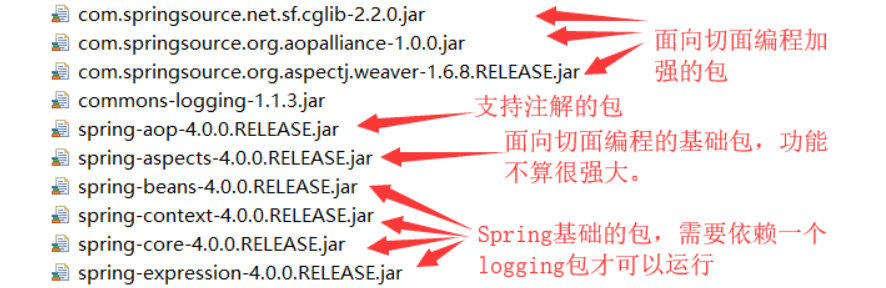 com.springsource.net.sf.cglib-2.2.0.jar
com.springsource.org.aopalliance-1.0.0.jar
com.springsource.org.aspectj.weaver-1.6.8.RELEASE.jar
面向切面编程加
强的包
commons-logging-1.1.3.jar
支持注解的包
spring-aop-4.0.0.RELEASE.jar
spring-aspects-4.0.0.RELEASE.jar
面向切面编程的基础包，功能
不算很强大。
spring-beans-4.0.0.RELEASE.jar
spring-context-4.0.0.RELEASE.jar
spring-core-4.0.0.RELEASE.jar
spring-expression-4.0.0.RELEASE.jar
Spring基础的包，需要依赖一个
logging包才可以运行